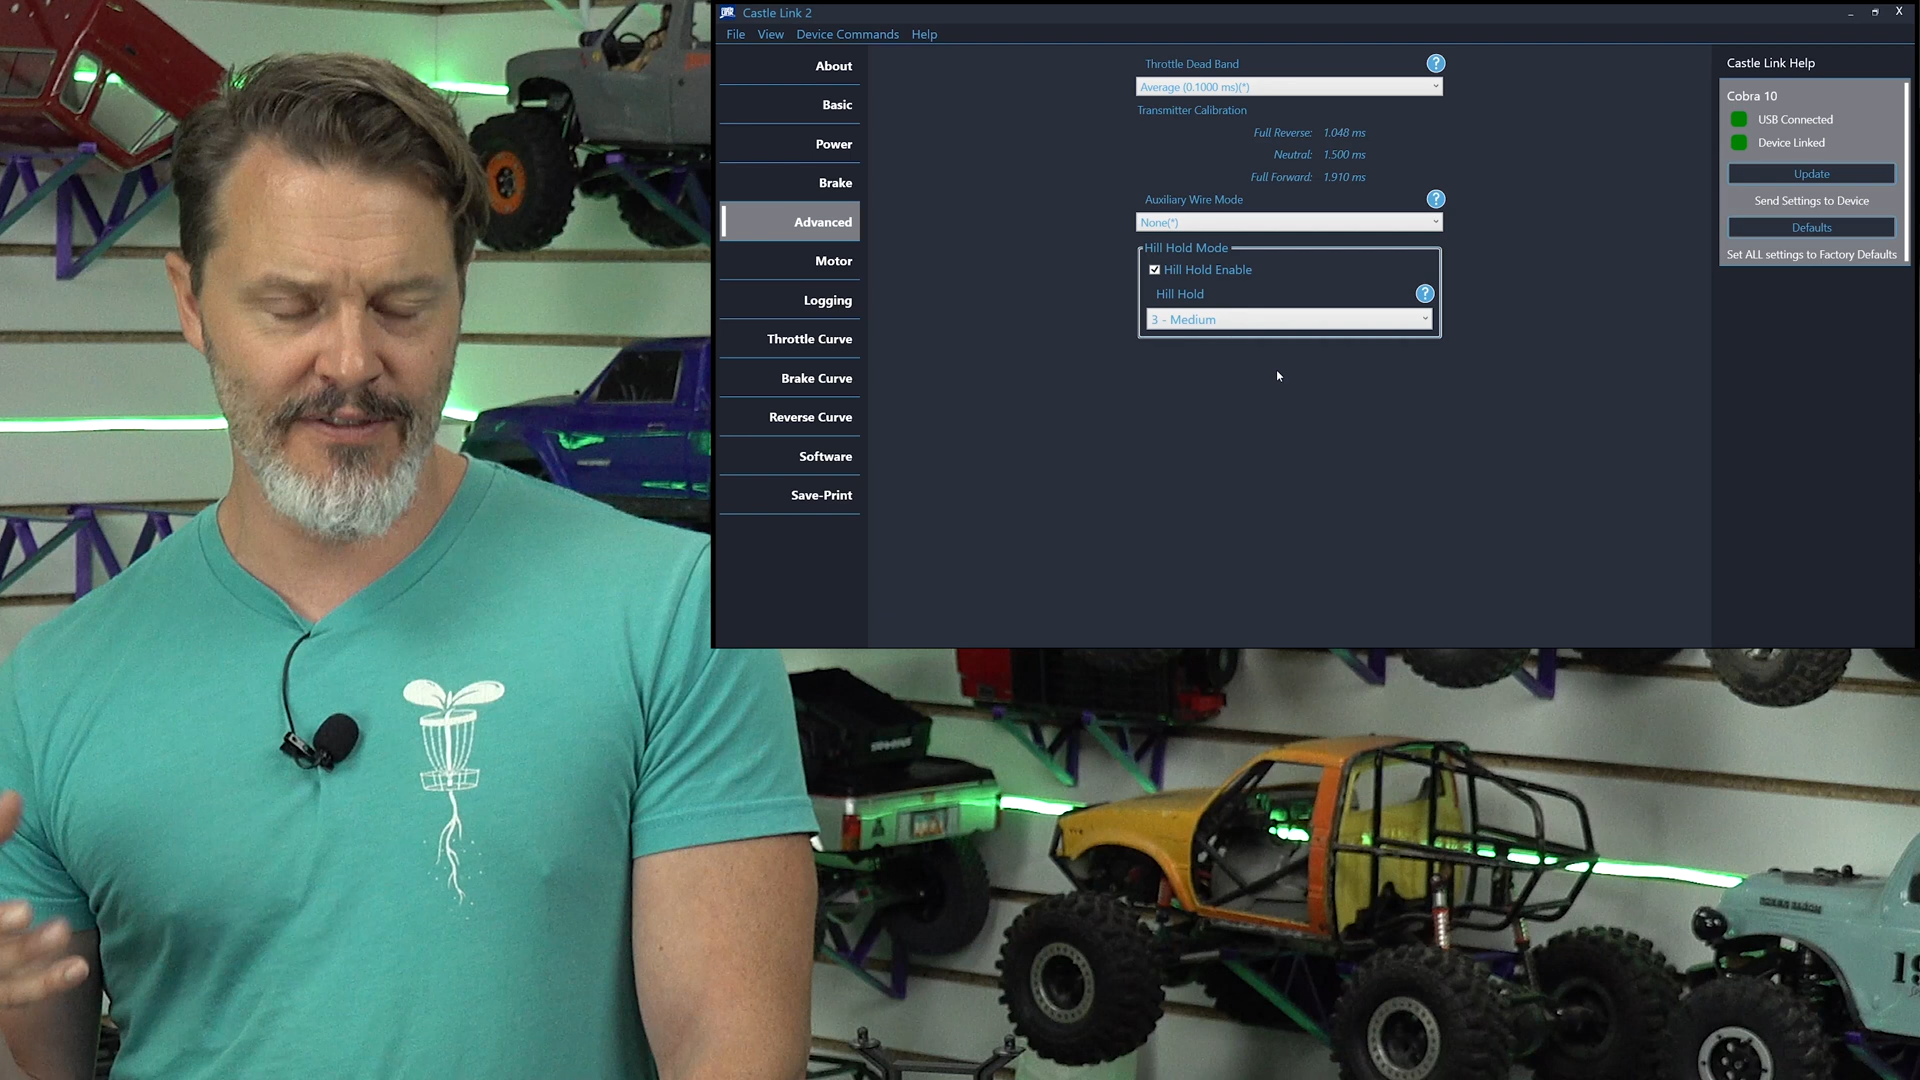 Castle Link 2
File View Device Commands Help
About
Basic
Power
Brake
Advanced
Motor
Logging
Throttle Curve
Brake Curve
Reverse Curve
Software
Save-Print
Throttle Dead Band
?
Average (0.1000 ms)(*)
Transmitter Calibration
Full Reverse: 1.048 ms
Neutral: 1.500 ms
Full Forward: 1.910 ms
Auxiliary Wire Mode
?
None(*)
Hill Hold Mode
Hill Hold Enable
Hill Hold
?
3 - Medium
Castle Link Help
Cobra 10
USB Connected
Device Linked
Update
Send Settings to Device
Defaults
Set ALL settings to Factory Defaults